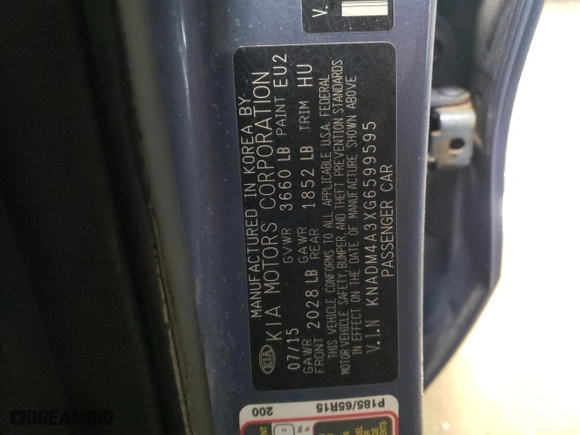 MANUFACTURED IN KOREA BY
KIA KIA MOTORS CORPORATION
07/15 GVWR 3660 LB PAINT EU2
GAWR FRONT 2028 LB GAWR REAR 1852 LB TRIM HU
THIS VEHICLE CONFORMS TO ALL APPLICABLE U.S.A. FEDERAL
MOTOR VEHICLE SAFETY, BUMPER, AND THEFT PREVENTION STANDARDS
IN EFFECT ON THE DATE OF MANUFACTURE SHOWN ABOVE
V.I.N KNADM4A3XG6599595
PASSENGER CAR
V.
P185/65R15
200
DREAMBID